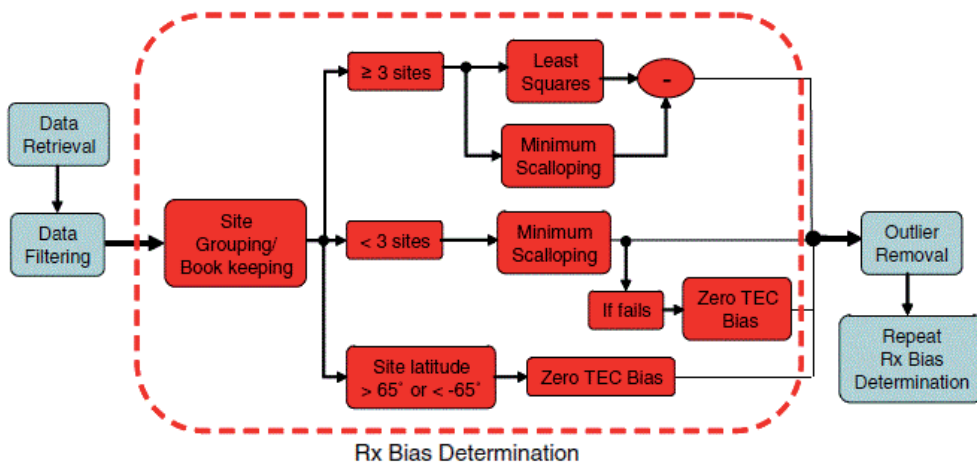 Data
Retrieval
Data
Filtering
Site
Grouping/
Book keeping
≥ 3 sites
Least
Squares
-
Minimum
Scalloping
< 3 sites
Minimum
Scalloping
If fails
Zero TEC
Bias
Site latitude
> 65° or < -65°
Zero TEC Bias
Outlier
Removal
Repeat
Rx Bias
Determination
Rx Bias Determination